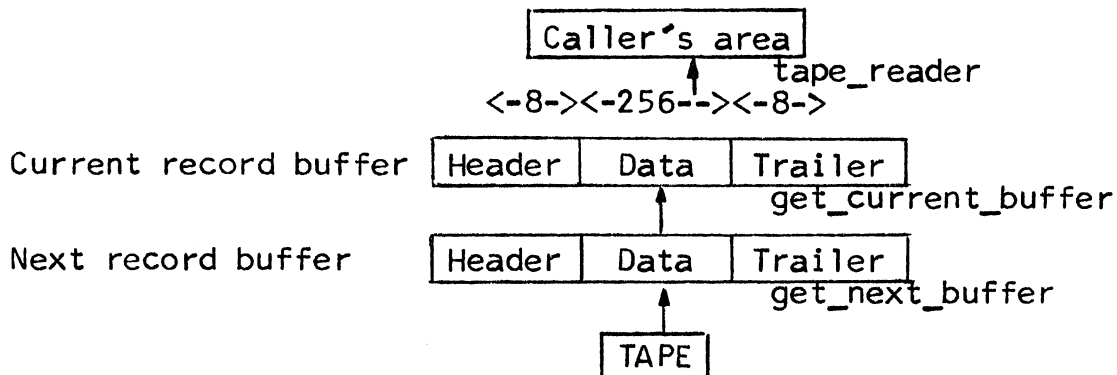 Caller's area
tape_reader
<-8-><-256--><-8->
Current record buffer Header Data Trailer
get_current_buffer
Next record buffer Header Data Trailer
get_next_buffer
TAPE